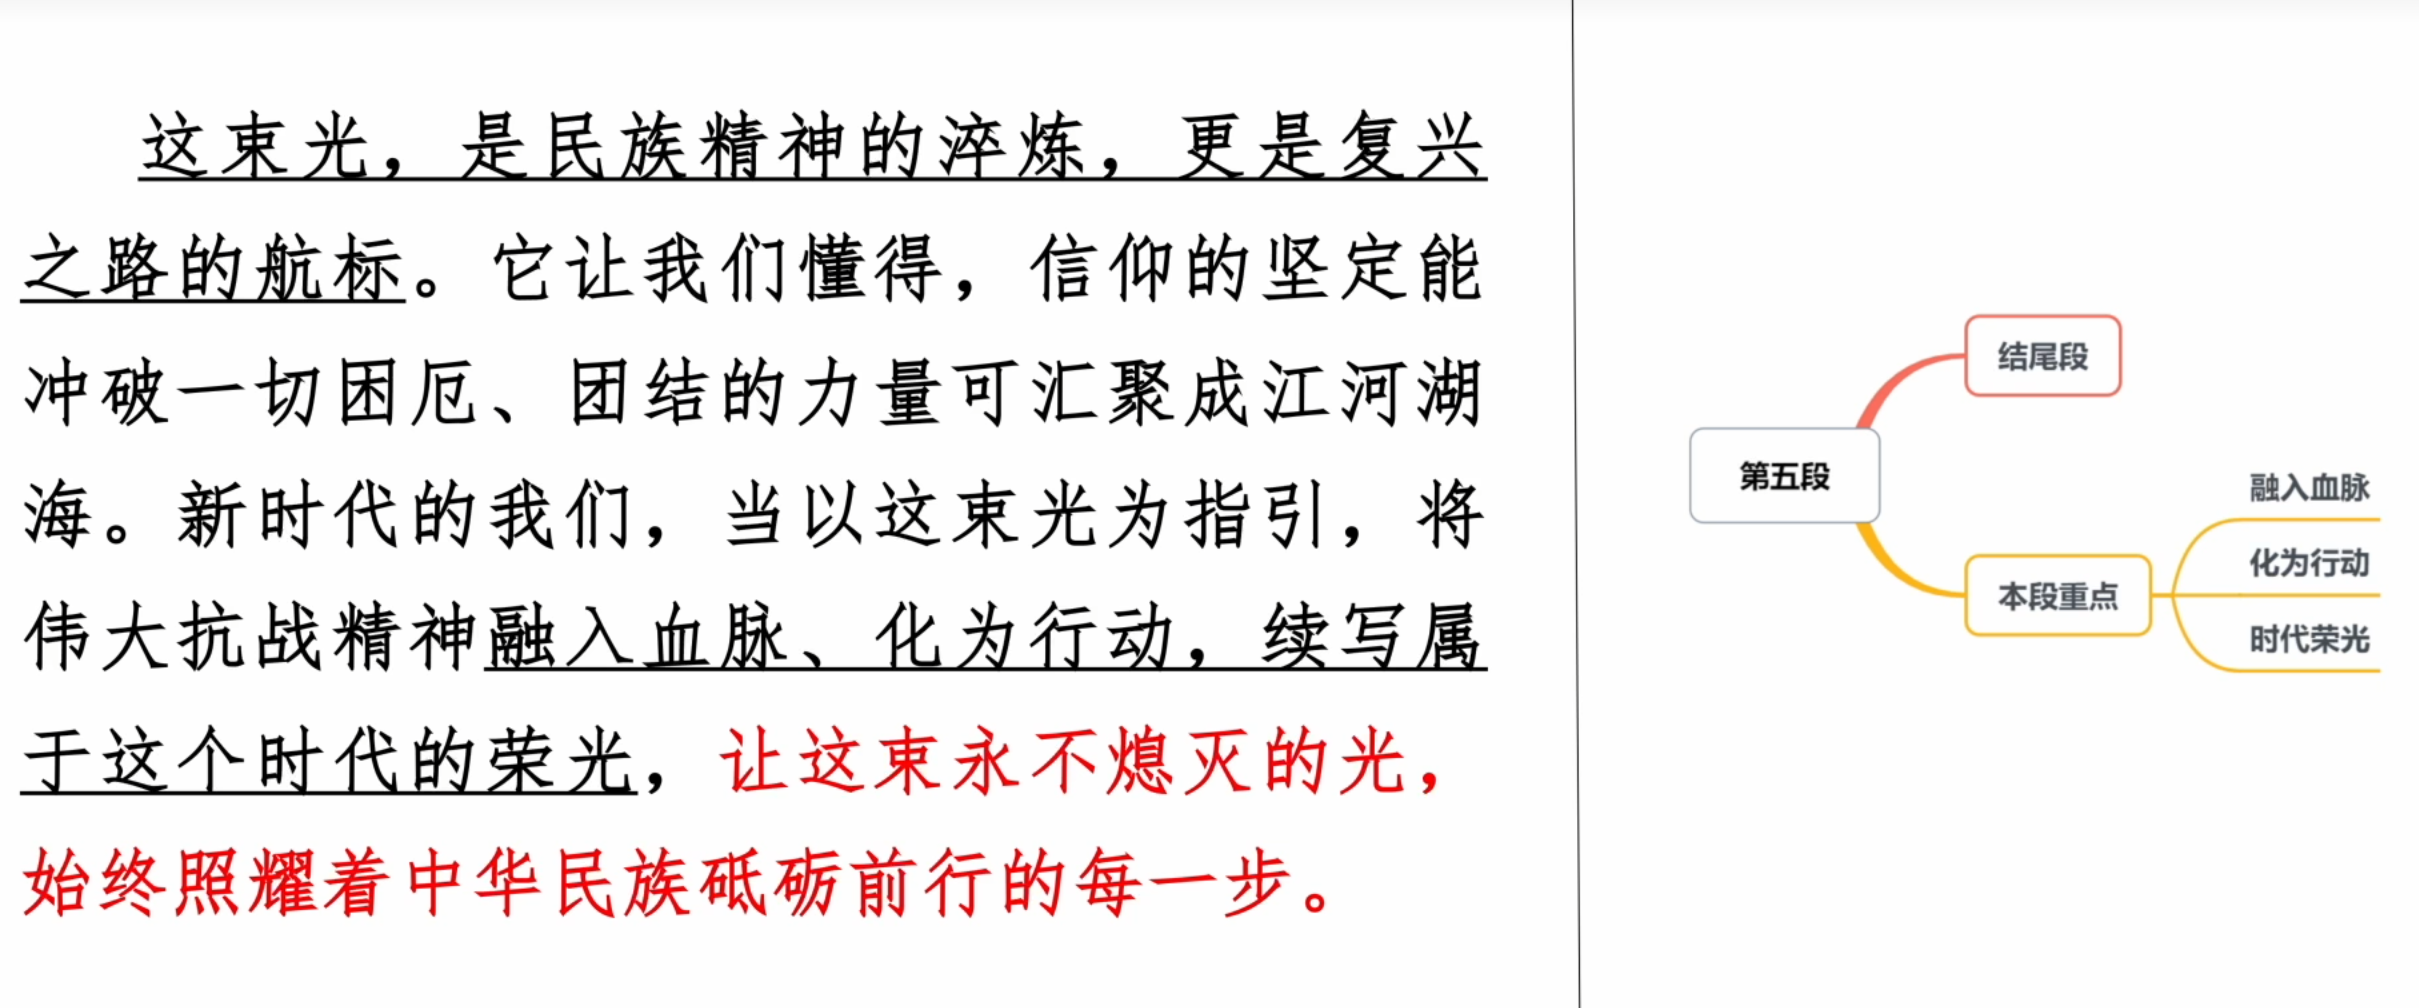 这束光，是民族精神的淬炼，更是复兴
之路的航标。它让我们懂得，信仰的坚定能
冲破一切困厄、团结的力量可汇聚成江河湖
海。新时代的我们，当以这束光为指引，将
伟大抗战精神融入血脉、化为行动，续写属
于这个时代的荣光，让这束永不熄灭的光，
始终照耀着中华民族砥砺前行的每一步。
第五段
结尾段
本段重点
融入血脉
化为行动
时代荣光